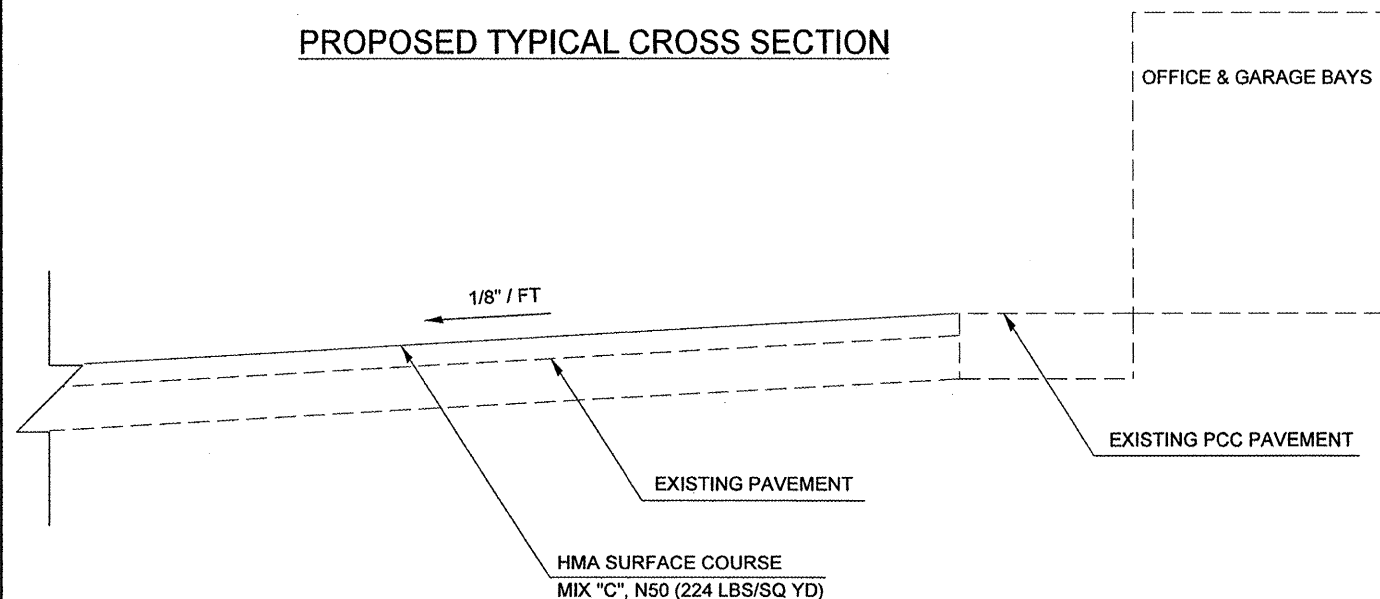 PROPOSED TYPICAL CROSS SECTION
OFFICE & GARAGE BAYS
1/8" / FT
EXISTING PCC PAVEMENT
EXISTING PAVEMENT
HMA SURFACE COURSE
MIX "C", N50 (224 LBS/SQ YD)